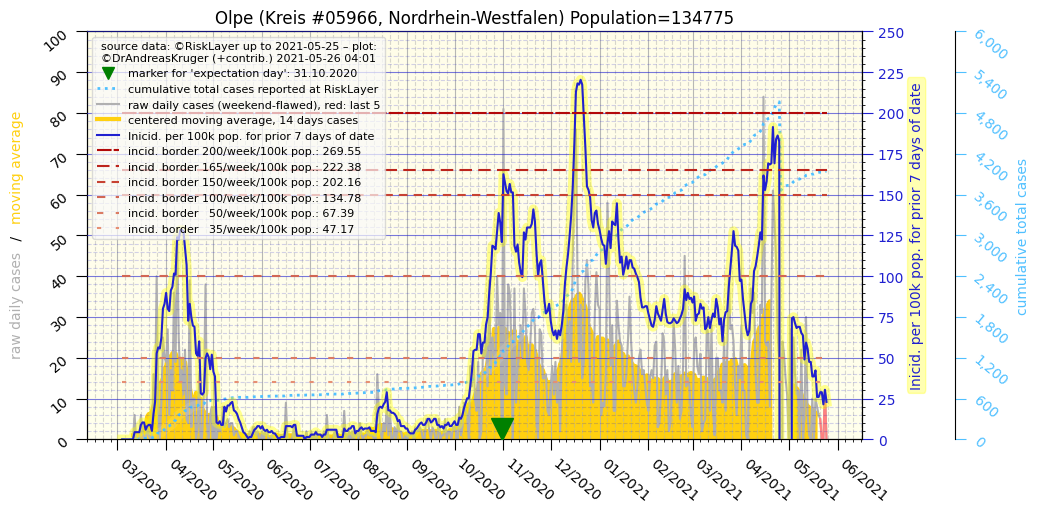 Olpe (Kreis #05966, Nordrhein-Westfalen) Population=134775
source data: ©RiskLayer up to 2021-05-25 – plot:
©DrAndreasKruger (+contrib.) 2021-05-26 04:01
marker for 'expectation day': 31.10.2020
cumulative total cases reported at RiskLayer
raw daily cases (weekend-flawed), red: last 5
centered moving average, 14 days cases
Inicid. per 100k pop. for prior 7 days of date
incid. border 200/week/100k pop.: 269.55
incid. border 165/week/100k pop.: 222.38
incid. border 150/week/100k pop.: 202.16
incid. border 100/week/100k pop.: 134.78
incid. border   50/week/100k pop.: 67.39
incid. border   35/week/100k pop.: 47.17
raw daily cases / moving average
0
10
20
30
40
50
60
70
80
90
100
03/2020
04/2020
05/2020
06/2020
07/2020
08/2020
09/2020
10/2020
11/2020
12/2020
01/2021
02/2021
03/2021
04/2021
05/2021
06/2021
0
25
50
75
100
125
150
175
200
225
250
Inicid. per 100k pop. for prior 7 days of date
0
600
1,200
1,800
2,400
3,000
3,600
4,200
4,800
5,400
6,000
cumulative total cases